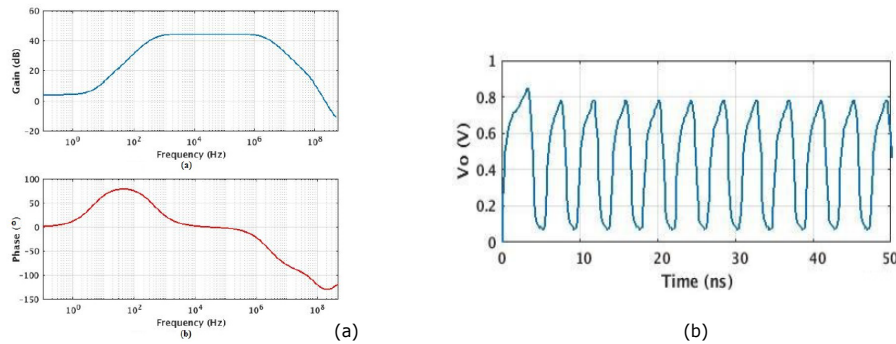 60
40
20
0
-20
Gain (dB)
10^0 10^2 10^4 10^6 10^8
Frequency (Hz)
(a)
100
50
0
-50
-100
-150
Phase (°)
10^0 10^2 10^4 10^6 10^8
Frequency (Hz)
(b)
(a)
1
0.8
0.6
0.4
0.2
0
Vo (V)
0 10 20 30 40 50
Time (ns)
(b)